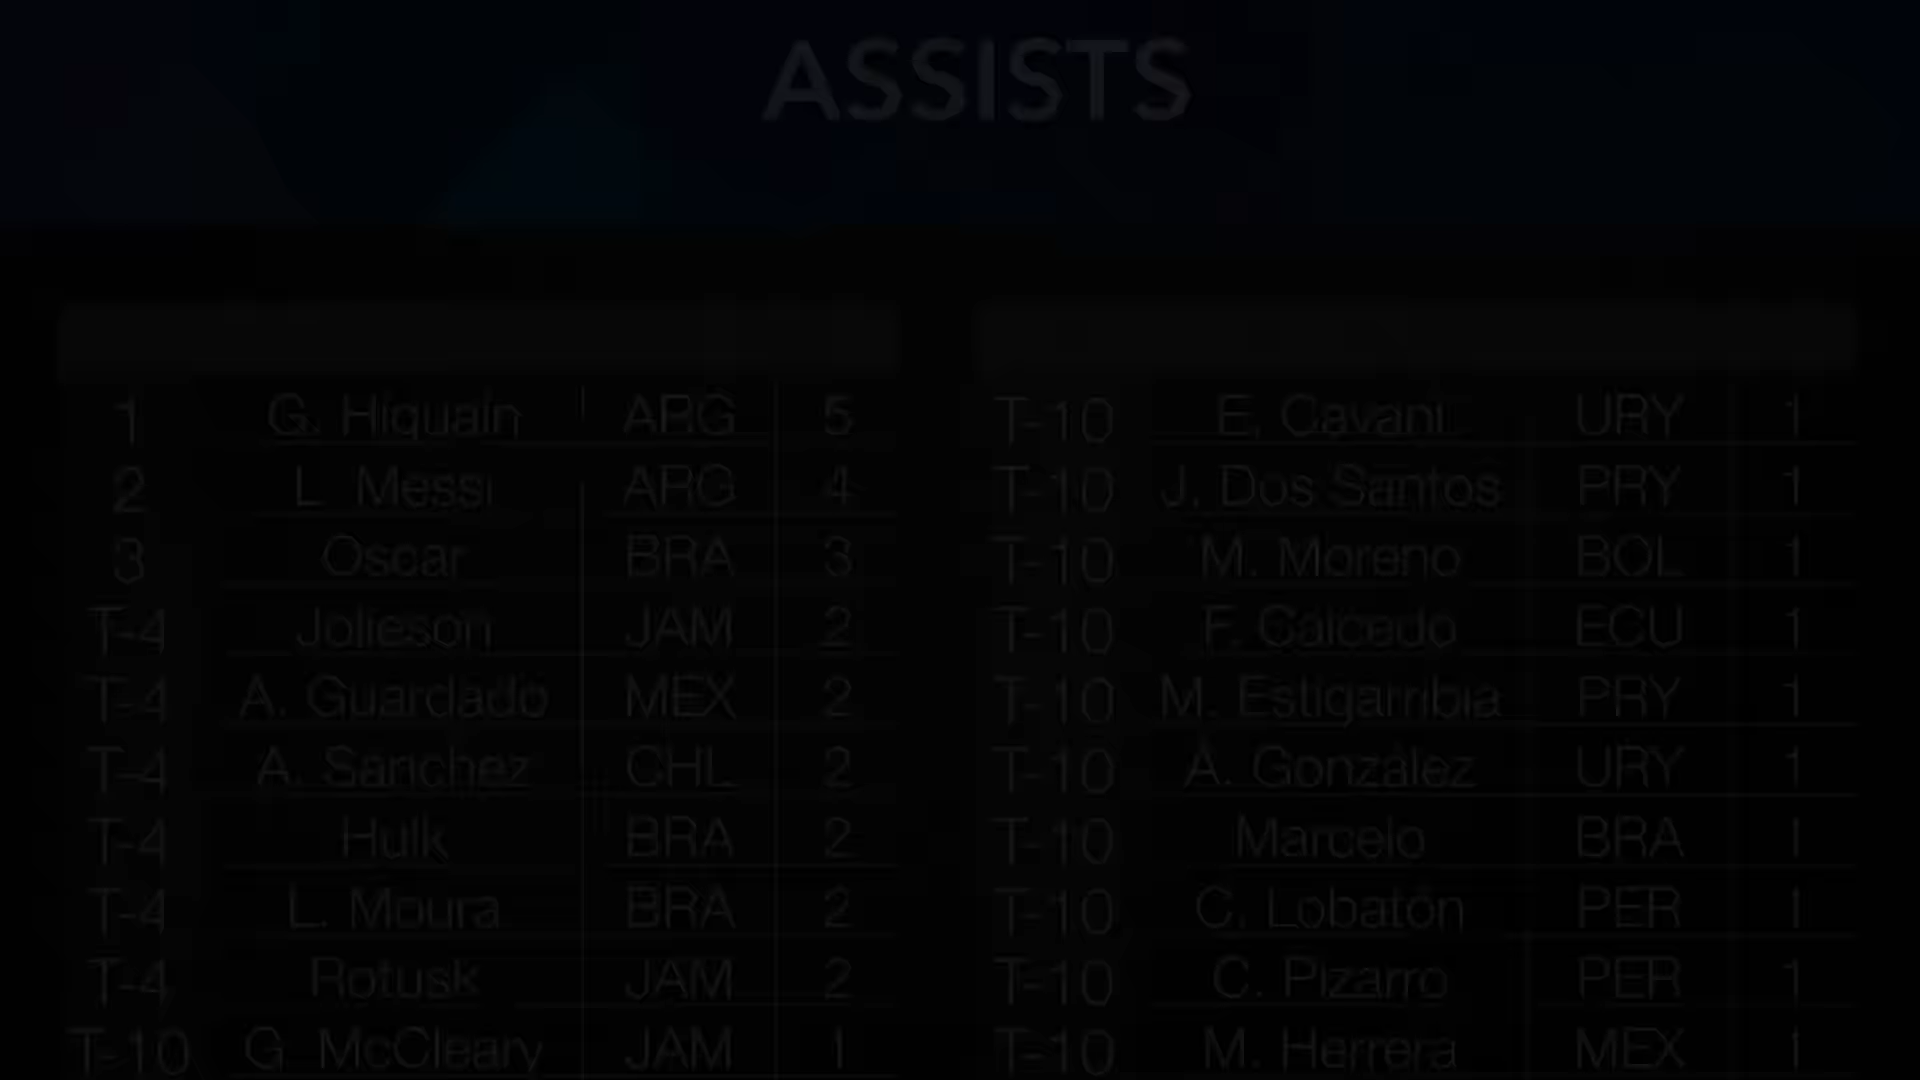 ASSISTS
1 G. Hiquain ARG 5
2 L. Messi ARG 4
3 Oscar BRA 3
T-4 Jolieson JAM 2
T-4 A. Guardado MEX 2
T-4 A. Sanchez CHL 2
T-4 Hulk BRA 2
T-4 L. Moura BRA 2
T-4 Rotusk JAM 2
T-10 G McCleary JAM 1
T-10 E. Cavani URY 1
T-10 J. Dos Santos PRY 1
T-10 M. Moreno BOL 1
T-10 F. Caicedo ECU 1
T-10 M. Estigarribia PRY 1
T-10 A. González URY 1
T-10 Marcelo BRA 1
T-10 C. Lobatón PER 1
T-10 C. Pizarro PER 1
T-10 M. Herrera MEX 1